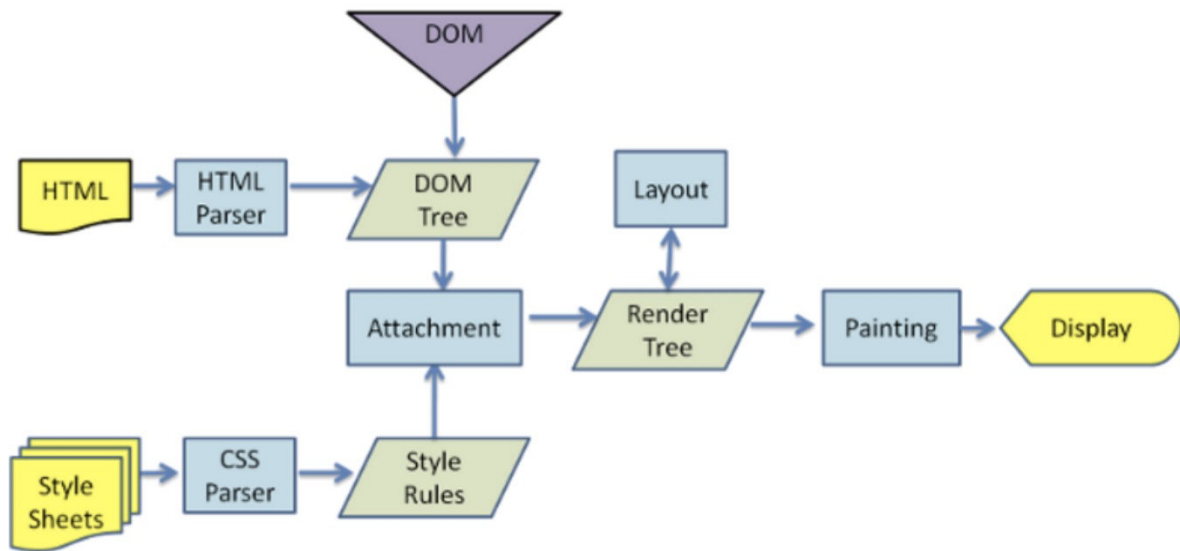 DOM
HTML
HTML
Parser
DOM
Tree
Layout
Attachment
Render
Tree
Painting
Display
Style
Sheets
CSS
Parser
Style
Rules